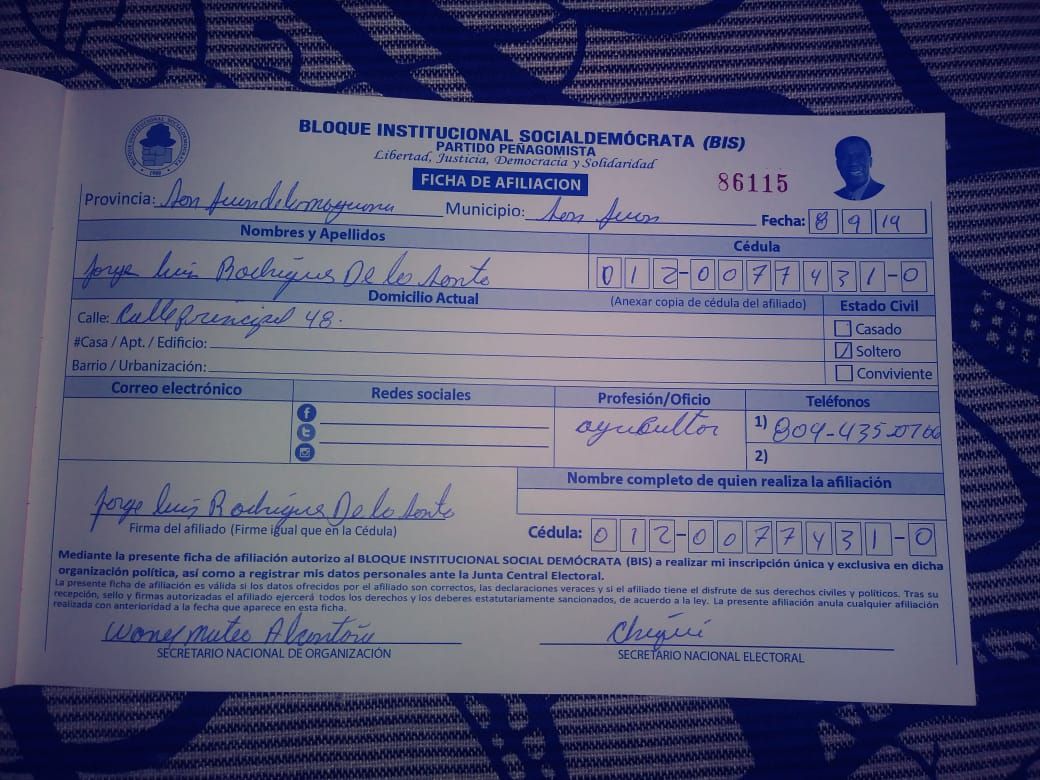 BLOQUE INSTITUCIONAL SOCIALDEMÓCRATA (BIS)
PARTIDO PEÑAGOMISTA
Libertad, Justicia, Democracia y Solidaridad
FICHA DE AFILIACION
86115
Provincia: San Juan de la maguana Municipio: San Juan Fecha: 8 9 19
Nombres y Apellidos Cédula
Jorge Luis Rodrigue De los Santo 012-0077431-0
Domicilio Actual (Anexar copia de cédula del afiliado) Estado Civil
Calle: Calle principal 48. Casado
#Casa / Apt. / Edificio: Soltero
Barrio / Urbanización: Conviviente
Correo electrónico Redes sociales Profesión/Oficio Teléfonos
1) 809-435-0766
2)
Nombre completo de quien realiza la afiliación
Jorge Luis Rodrigue De los Santo
Firma del afiliado (Firme igual que en la Cédula) Cédula: 012-0077431-0
Mediante la presente ficha de afiliación autorizo al BLOQUE INSTITUCIONAL SOCIAL DEMÓCRATA (BIS) a realizar mi inscripción única y exclusiva en dicha
organización política, así como a registrar mis datos personales ante la Junta Central Electoral.
La presente ficha de afiliación es válida si los datos ofrecidos por el afiliado son correctos, las declaraciones veraces y si el afiliado tiene el disfrute de sus derechos civiles y políticos. Tras su
recepción, sello y firmas autorizadas el afiliado ejercerá todos los derechos y los deberes estatutariamente sancionados, de acuerdo a la ley. La presente afiliación anula cualquier afiliación
realizada con anterioridad a la fecha que aparece en esta ficha.
Mateo
SECRETARIO NACIONAL DE ORGANIZACIÓN SECRETARIO NACIONAL ELECTORAL